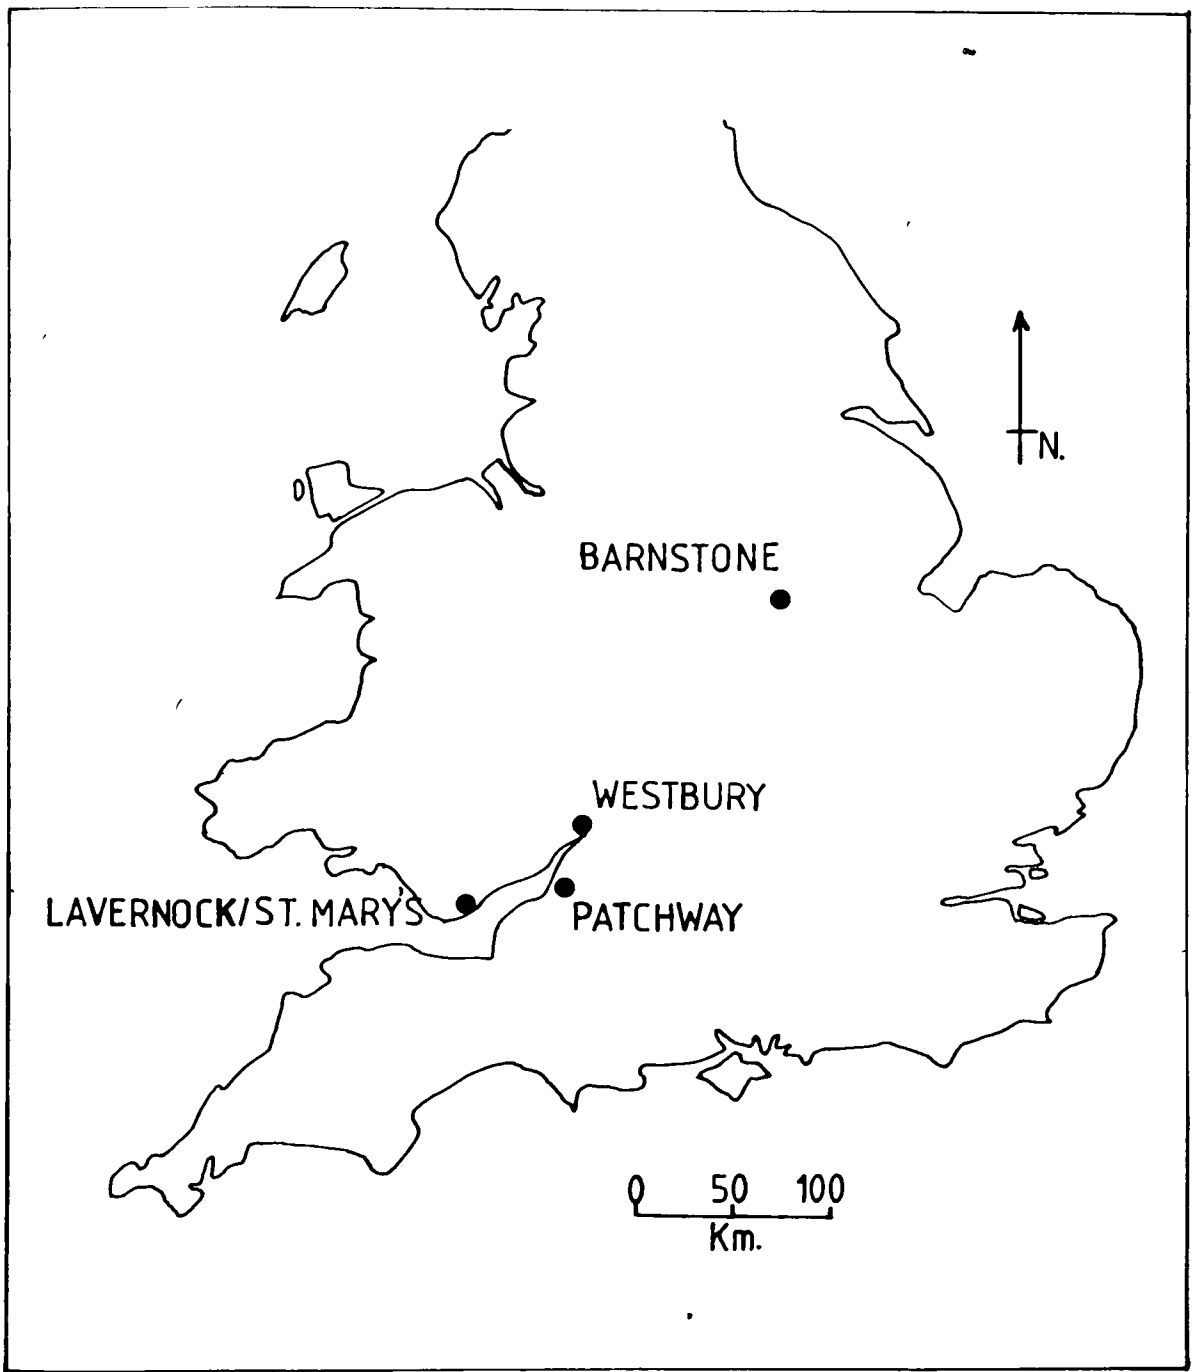 N.
BARNSTONE
WESTBURY
LAVERNOCK/ST. MARY'S
PATCHWAY
0 50 100
Km.